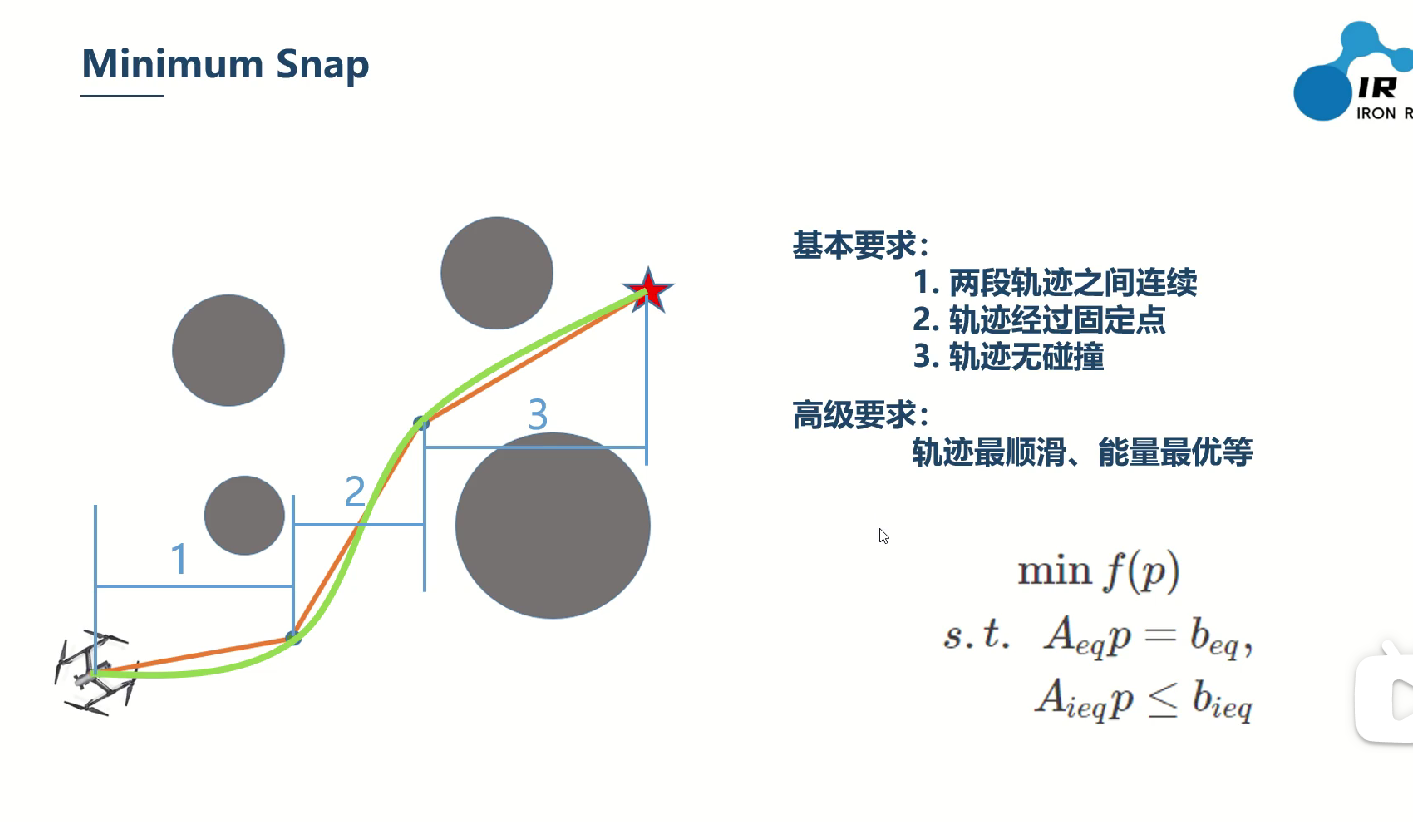 Minimum Snap
IR
IRON R
基本要求：
1. 两段轨迹之间连续
2. 轨迹经过固定点
3. 轨迹无碰撞
高级要求：
轨迹最顺滑、能量最优等
1
2
3
min f(p)
s.t. A_{eq}p = b_{eq},
A_{ieq}p ≤ b_{ieq}